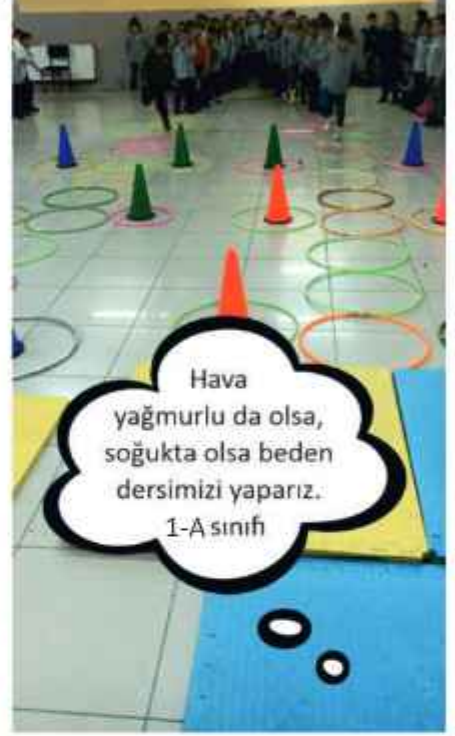 Hava
yağmurlu da olsa,
soğukta olsa beden
dersimizi yaparız.
1-A sınıfı